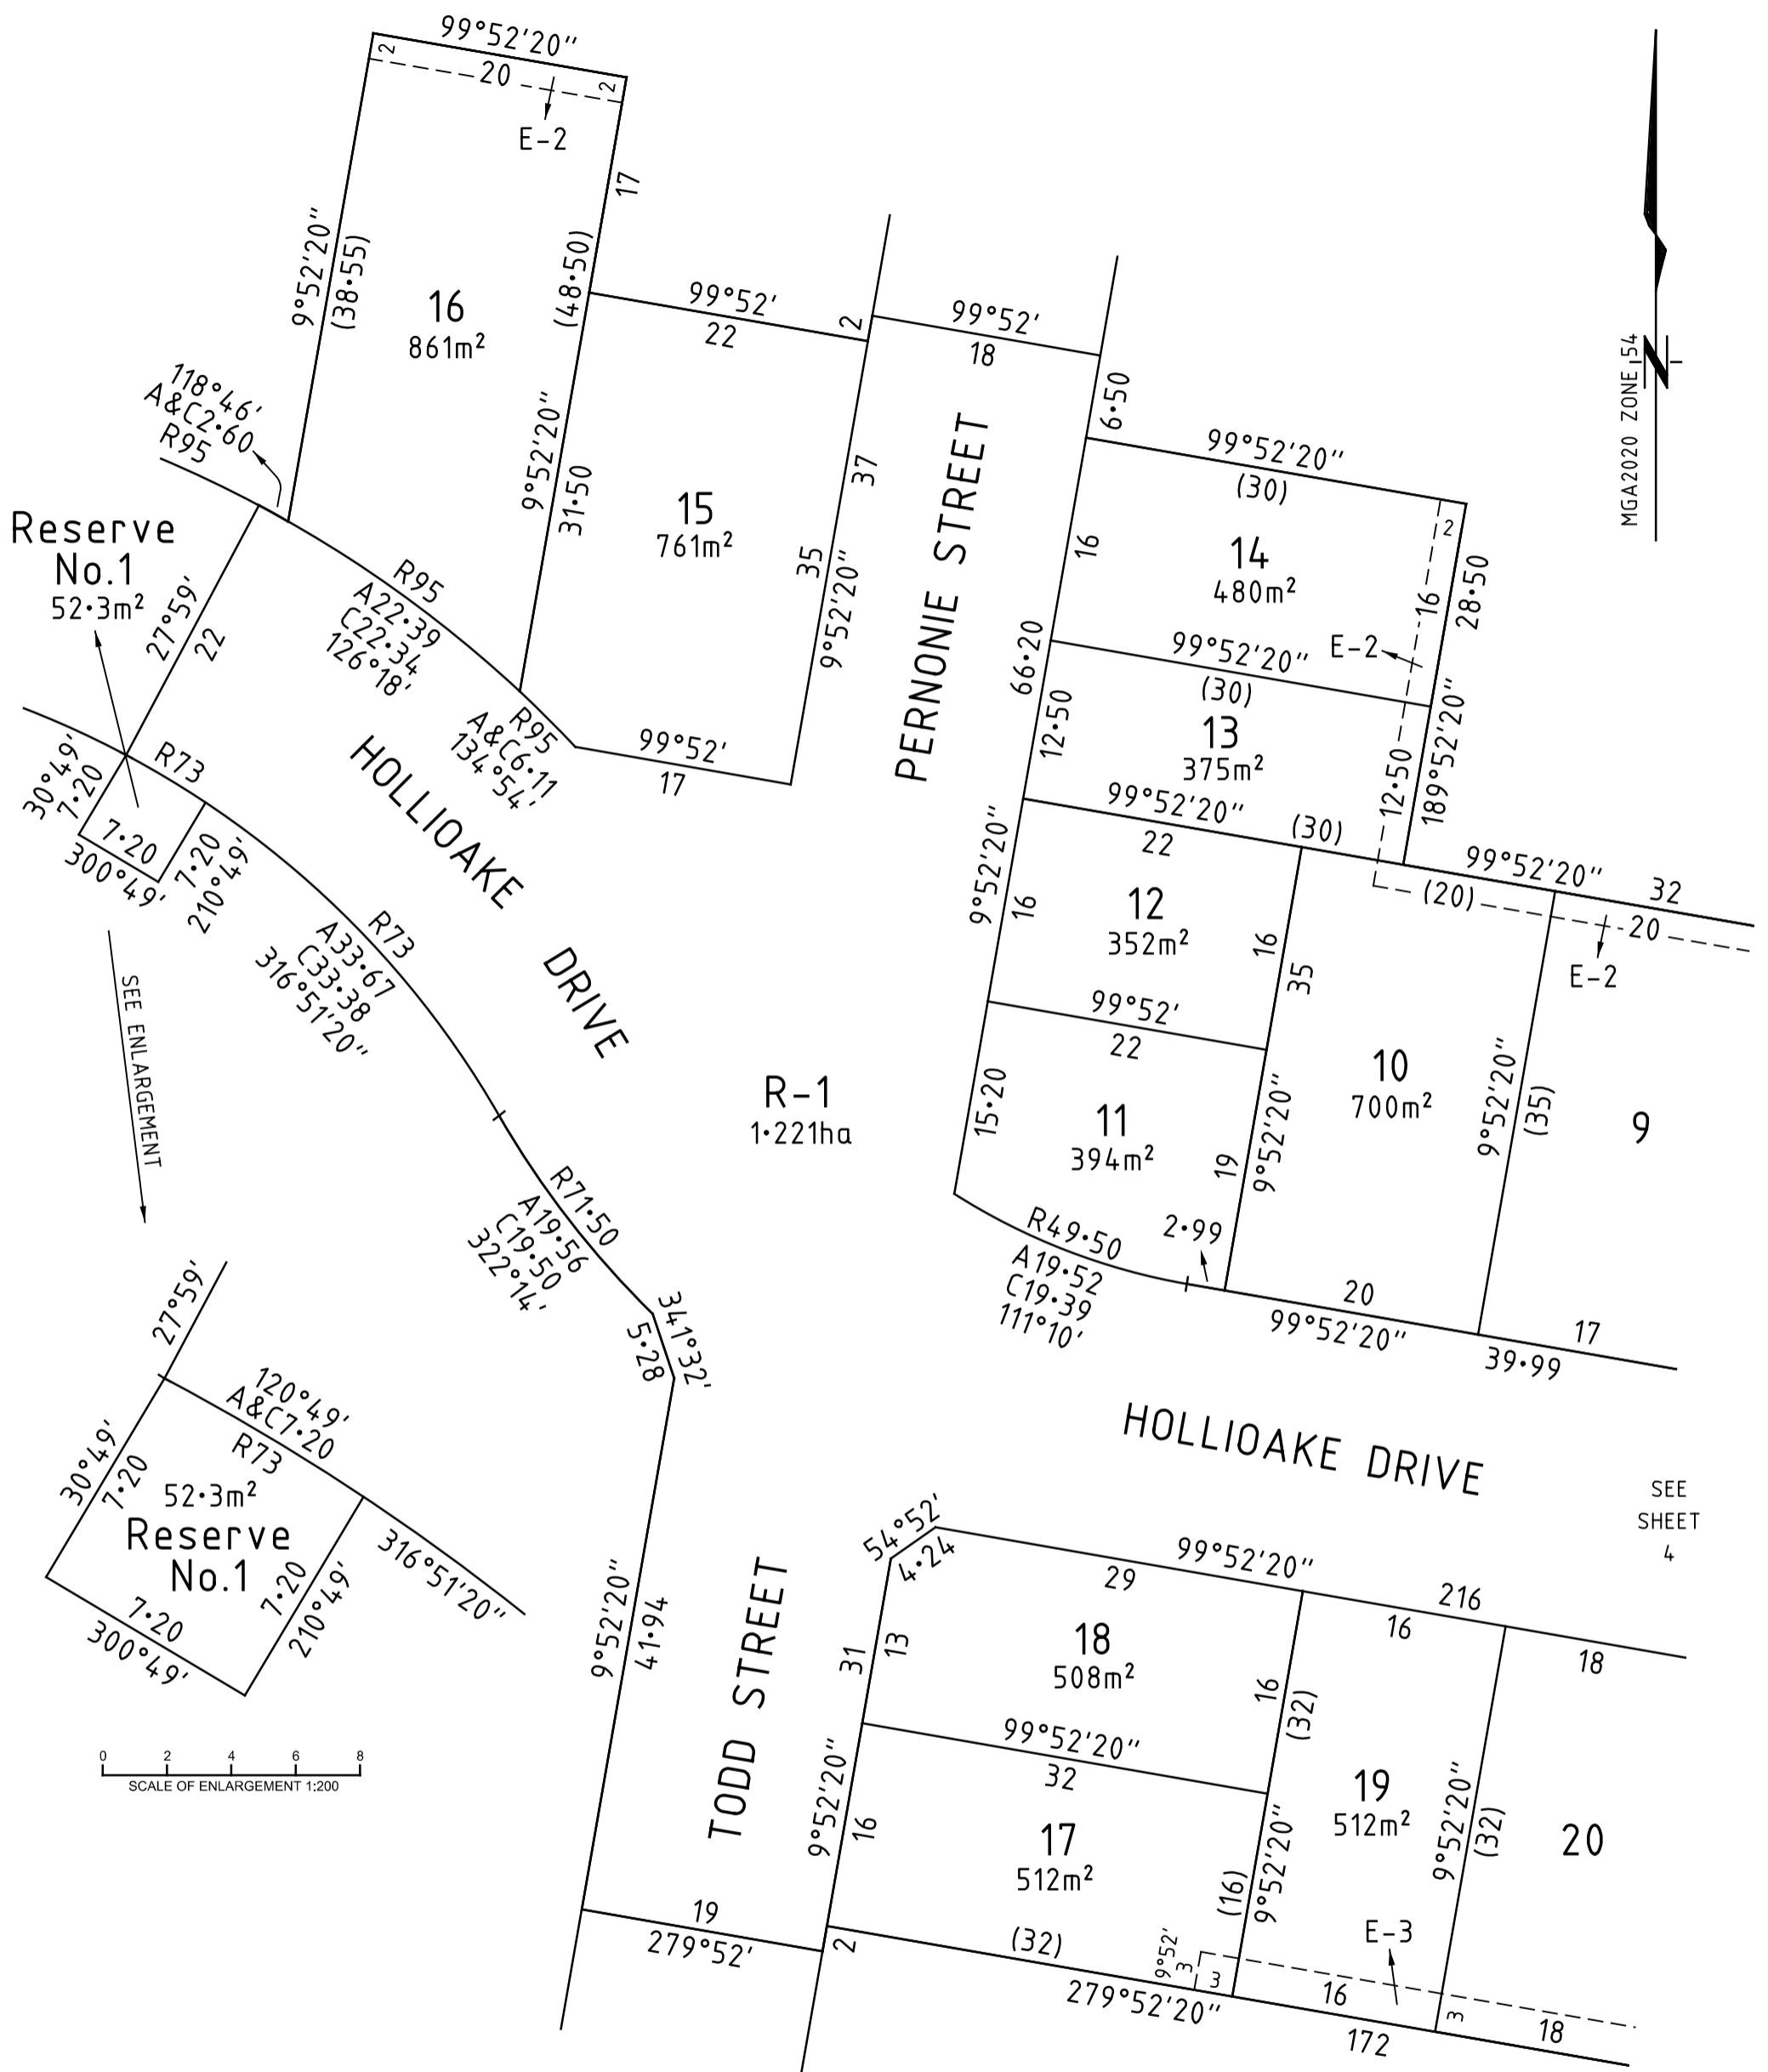 99°52'20"
2
20
2
E-2
17
9°52'20"
(38·55)
16
861m²
(48·50)
99°52'
22
2
99°52'
18
MGA2020 ZONE 54
N
118°46'
A&C2·60
R95
9°52'20"
31·50
15
761m²
37
35
9°52'20"
PERNONIE STREET
6·50
99°52'20"
(30)
2
14
480m²
16
16
28·50
E-2
99°52'20"
(30)
66·20
12·50
13
375m²
12·50
189°52'20"
Reserve
No.1
52·3m²
27°59'
22
R95
A22·39
C22·34
126°18'
R95
A&C6·11
134°54'
99°52'
17
HOLLIOAKE DRIVE
30°49'
7·20
R73
7·20
300°49'
7·20
210°49'
R73
A33·67
C33·38
316°51'20"
99°52'20"
22
(30)
99°52'20"
32
(20)
20
E-2
9°52'20"
16
12
352m²
16
35
99°52'
22
15·20
11
394m²
19
9°52'20"
10
700m²
9°52'20"
(35)
9
R-1
1·221ha
SEE ENLARGEMENT
R71·50
A19·56
C19·50
322°14'
341°32'
5·28
R49·50
A19·52
C19·39
111°10'
2·99
20
99°52'20"
17
39·99
HOLLIOAKE DRIVE
SEE
SHEET
4
27°59'
120°49'
A&C7·20
R73
30°49'
7·20
52·3m²
Reserve
No.1
7·20
300°49'
7·20
210°49'
316°51'20"
0 2 4 6 8
SCALE OF ENLARGEMENT 1:200
9°52'20"
41·94
TODD STREET
54°52'
4·24
99°52'20"
29
216
16
18
31
13
18
508m²
16
(32)
99°52'20"
32
9°52'20"
16
17
512m²
(16)
9°52'20"
19
512m²
9°52'20"
(32)
20
19
279°52'
2
(32)
279°52'20"
9°52'
3
3
16
E-3
172
3
18